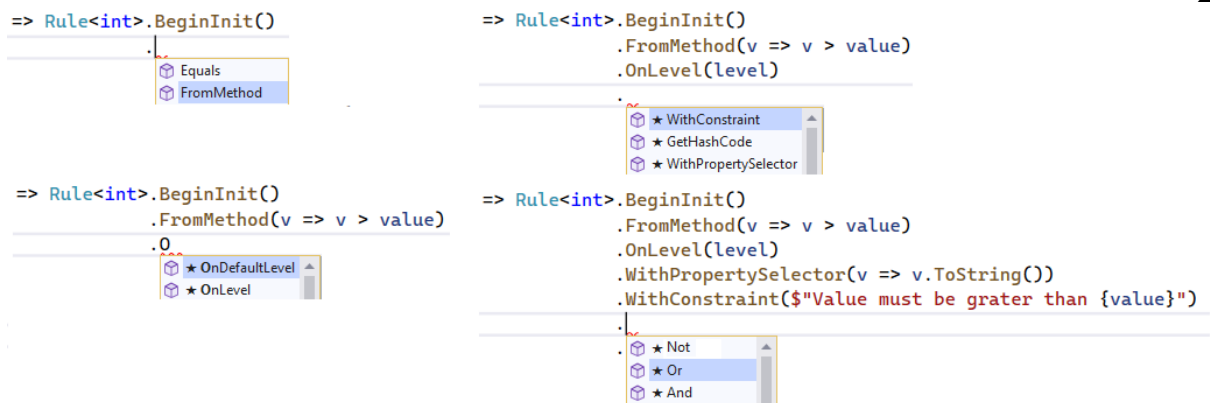 => Rule<int>.BeginInit()
.
Equals
FromMethod
=> Rule<int>.BeginInit()
.FromMethod(v => v > value)
.O
★ OnDefaultLevel
★ OnLevel
=> Rule<int>.BeginInit()
.FromMethod(v => v > value)
.OnLevel(level)
.
★ WithConstraint
★ GetHashCode
★ WithPropertySelector
=> Rule<int>.BeginInit()
.FromMethod(v => v > value)
.OnLevel(level)
.WithPropertySelector(v => v.ToString())
.WithConstraint($"Value must be grater than {value}")
.
.
★ Not
★ Or
★ And